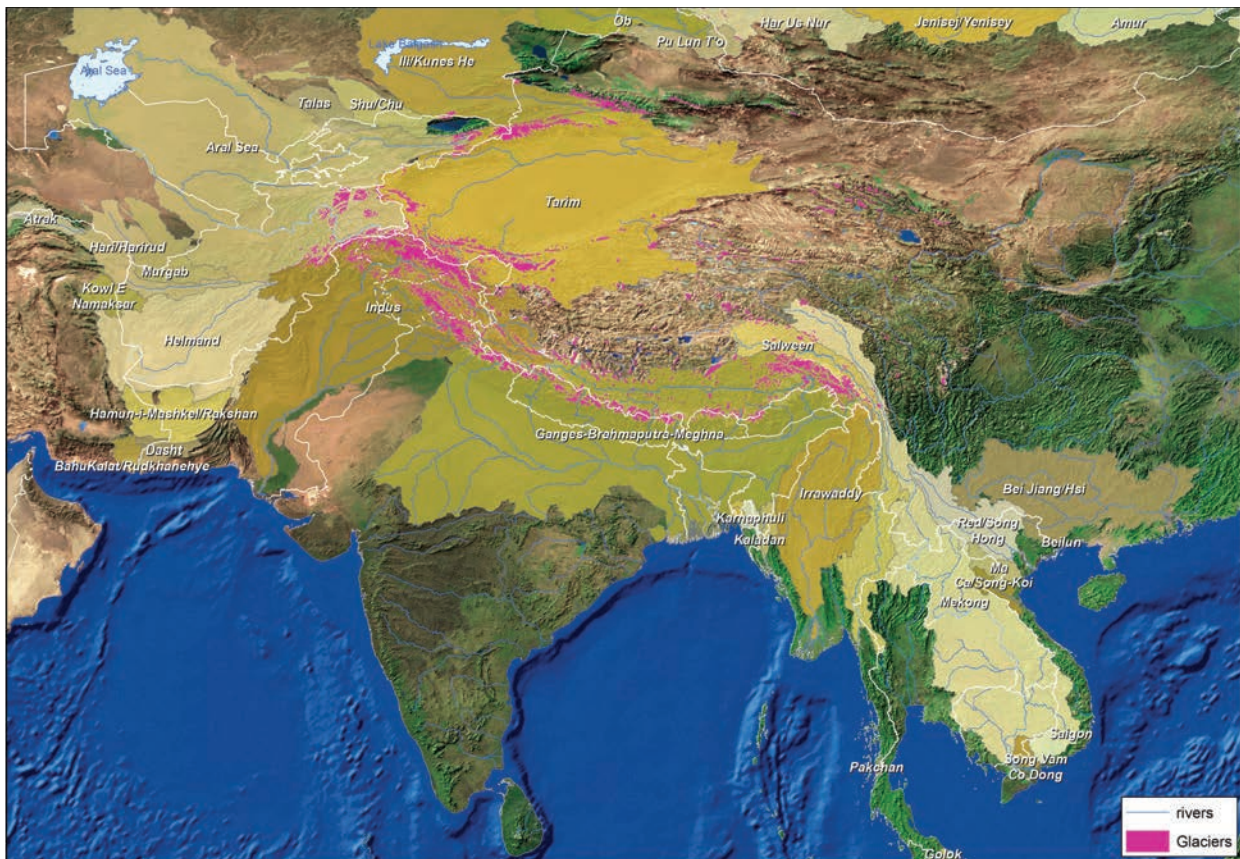 Ob
Har Us Nur
Jenisej/Yenisey
Amur
Pu Lun T'o
Lake Balqash
Ili/Kunes He
Aral Sea
Talas
Shu/Chu
Aral Sea
Tarim
Atrak
Hari/Harirud
Murgab
Kowl E
Namaksar
Indus
Helmand
Salween
Hamun-i-Mashkel/Rakshan
Ganges-Brahmaputra-Meghna
Dasht
BahuKalat/Rudkhanehye
Irrawaddy
Bei Jiang/Hsi
Karnaphuli
Kaladan
Red/Song
Hong
Beilun
Ma
Ca/Song-Koi
Mekong
Saigon
Song Vam
Co Dong
Pakchan
Golok
rivers
Glaciers